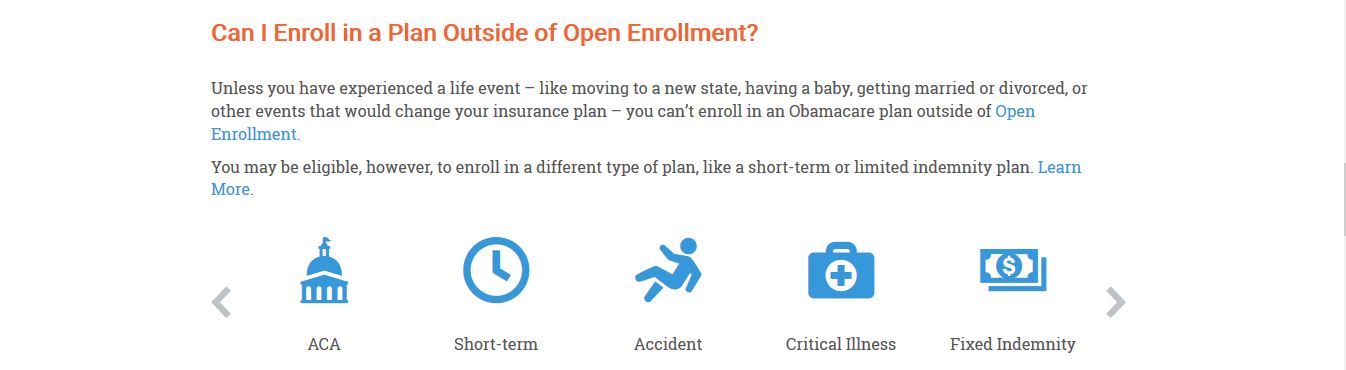 Can I Enroll in a Plan Outside of Open Enrollment?
Unless you have experienced a life event – like moving to a new state, having a baby, getting married or divorced, or
other events that would change your insurance plan – you can’t enroll in an Obamacare plan outside of Open
Enrollment.
You may be eligible, however, to enroll in a different type of plan, like a short-term or limited indemnity plan. Learn
More.
ACA
Short-term
Accident
Critical Illness
Fixed Indemnity